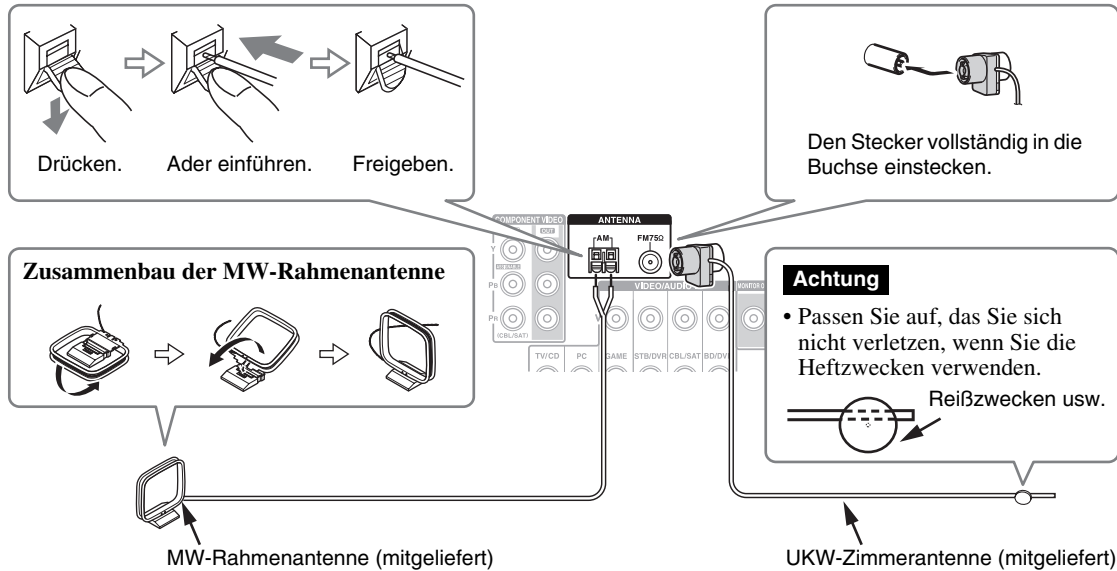 Drücken.
Ader einführen.
Freigeben.
Den Stecker vollständig in die
Buchse einstecken.
COMPONENT VIDEO
OUT
Y
ASSIGNABLE
PB
PR
(CBL/SAT)
ANTENNA
AM
FM75Ω
VIDEO/AUDIO
V
MONITOR O
TV/CD
PC
GAME
STB/DVR
CBL/SAT
BD/DVD
Zusammenbau der MW-Rahmenantenne
Achtung
• Passen Sie auf, das Sie sich
nicht verletzen, wenn Sie die
Heftzwecken verwenden.
Reißzwecken usw.
MW-Rahmenantenne (mitgeliefert)
UKW-Zimmerantenne (mitgeliefert)